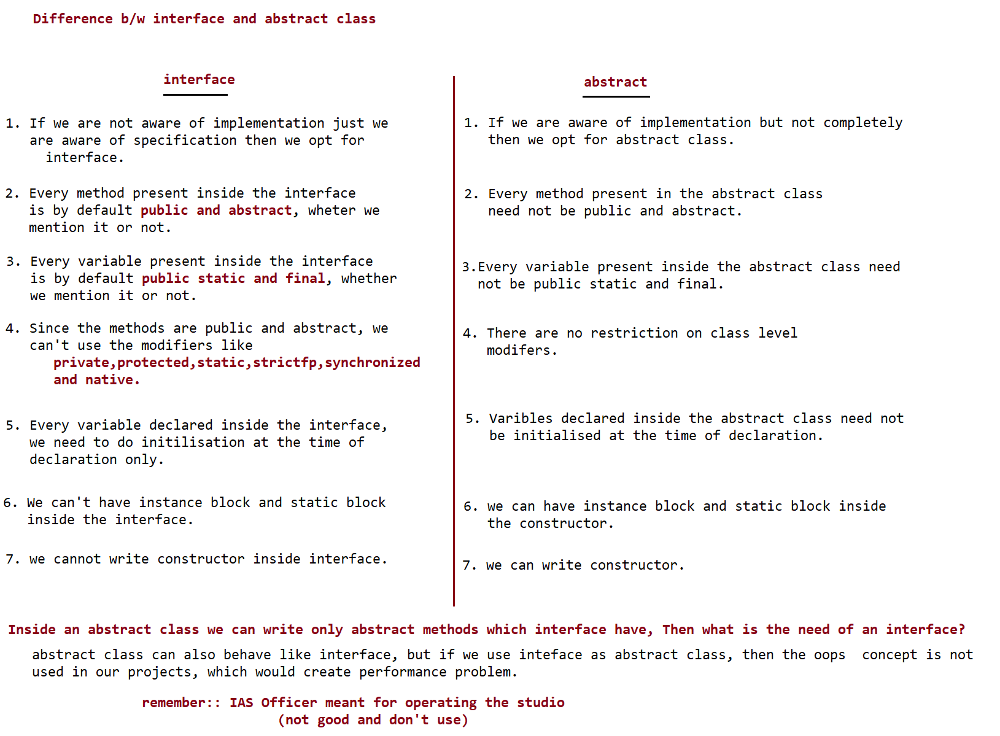 Difference b/w interface and abstract class
interface
1. If we are not aware of implementation just we
are aware of specification then we opt for
interface.
2. Every method present inside the interface
is by default public and abstract, wheter we
mention it or not.
3. Every variable present inside the interface
is by default public static and final, whether
we mention it or not.
4. Since the methods are public and abstract, we
can't use the modifiers like
private,protected,static,strictfp,synchronized
and native.
5. Every variable declared inside the interface,
we need to do initilisation at the time of
declaration only.
6. We can't have instance block and static block
inside the interface.
7. we cannot write constructor inside interface.
abstract
1. If we are aware of implementation but not completely
then we opt for abstract class.
2. Every method present in the abstract class
need not be public and abstract.
3.Every variable present inside the abstract class need
not be public static and final.
4. There are no restriction on class level
modifers.
5. Varibles declared inside the abstract class need not
be initialised at the time of declaration.
6. we can have instance block and static block inside
the constructor.
7. we can write constructor.
Inside an abstract class we can write only abstract methods which interface have, Then what is the need of an interface?
abstract class can also behave like interface, but if we use inteface as abstract class, then the oops  concept is not
used in our projects, which would create performance problem.
remember:: IAS Officer meant for operating the studio
(not good and don't use)